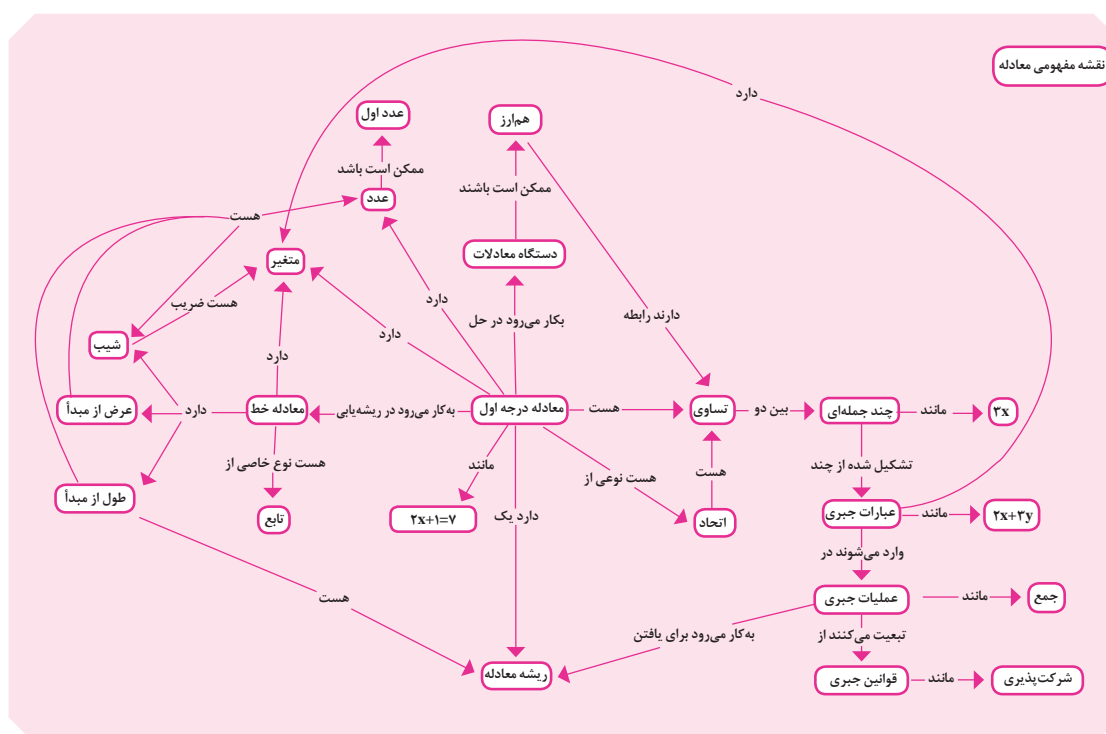 نقشه مفهومی معادله
دارد
عدد اول
هم‌ارز
ممکن است باشد
ممکن است باشند
عدد
هست
متغیر
دستگاه معادلات
دارد
هست ضریب
بکار می‌رود در حل
دارند رابطه
شیب
دارد
دارد
عرض از مبدأ
دارد
معادله خط
به‌کار می‌رود در ریشه‌یابی
معادله درجه اول
هست
تساوی
بین دو
چند جمله‌ای
مانند
۳x
هست نوع خاصی از
مانند
هست نوعی از
هست
تشکیل شده از چند
طول از مبدأ
تابع
۲x+۱=۷
دارد یک
اتحاد
عبارات جبری
مانند
۲x+۳y
وارد می‌شوند در
هست
عملیات جبری
مانند
جمع
به‌کار می‌رود برای یافتن
تبعیت می‌کنند از
ریشه معادله
قوانین جبری
مانند
شرکت‌پذیری